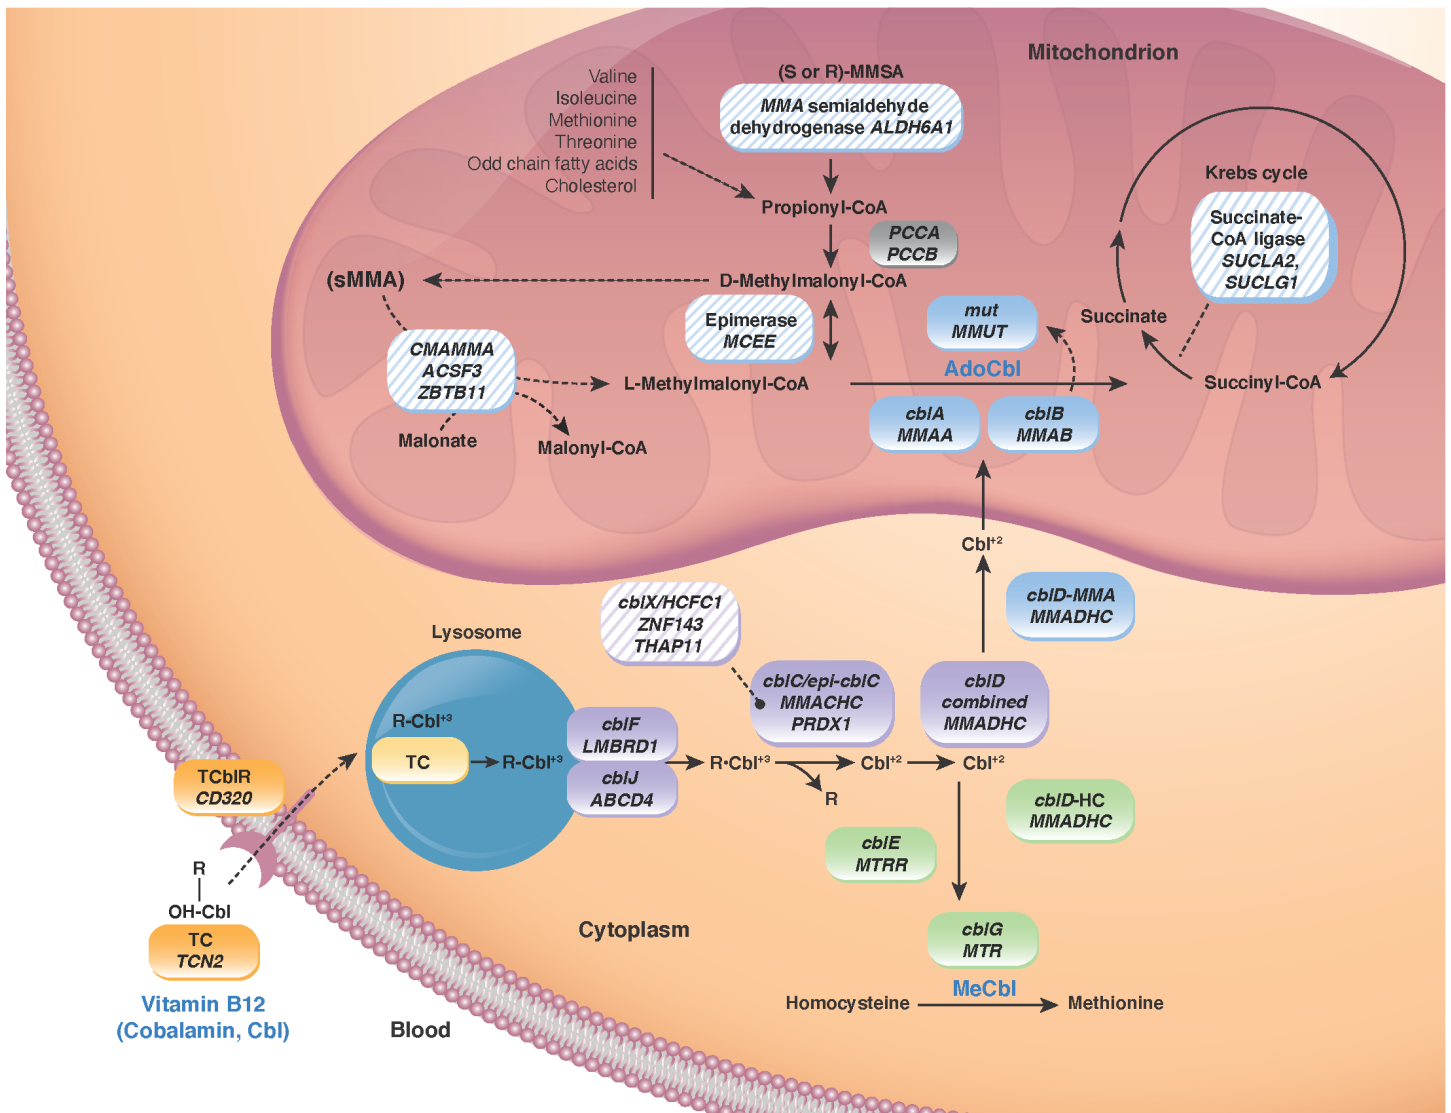 Mitochondrion
Valine
Isoleucine
Methionine
Threonine
Odd chain fatty acids
Cholesterol
(S or R)-MMSA
MMA semialdehyde
dehydrogenase ALDH6A1
Propionyl-CoA
PCCA
PCCB
(sMMA)
D-Methylmalonyl-CoA
Epimerase
MCEE
CMAMMA
ACSF3
ZBTB11
L-Methylmalonyl-CoA
Malonate
Malonyl-CoA
mut
MMUT
AdoCbl
cblA
MMAA
cblB
MMAB
Krebs cycle
Succinate-
CoA ligase
SUCLA2,
SUCLG1
Succinate
Succinyl-CoA
Cbl+2
cblD-MMA
MMADHC
cblX/HCFC1
ZNF143
THAP11
Lysosome
cblC/epi-cblC
MMACHC
PRDX1
cblD
combined
MMADHC
R-Cbl+3
TC
R-Cbl+3
cblF
LMBRD1
cblJ
ABCD4
R•Cbl+3
R
Cbl+2
Cbl+2
cblD-HC
MMADHC
cblE
MTRR
cblG
MTR
MeCbl
Homocysteine
Methionine
TCblR
CD320
R
OH-Cbl
TC
TCN2
Vitamin B12
(Cobalamin, Cbl)
Blood
Cytoplasm